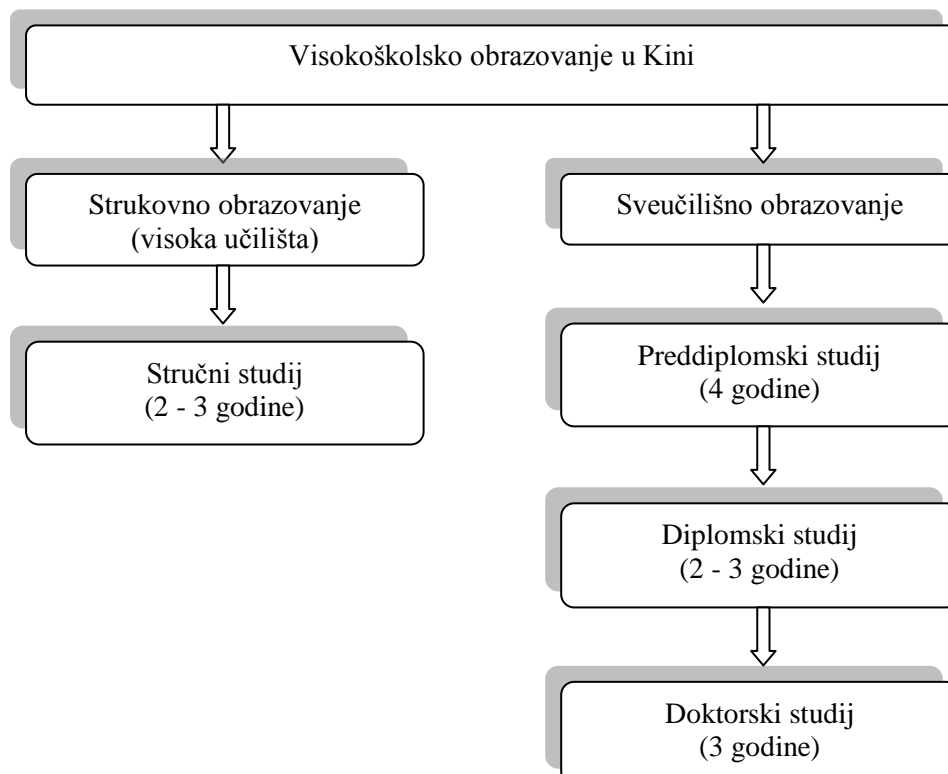 Visokoškolsko obrazovanje u Kini
Strukovno obrazovanje
(visoka učilišta)
Sveučilišno obrazovanje
Stručni studij
(2 - 3 godine)
Preddiplomski studij
(4 godine)
Diplomski studij
(2 - 3 godine)
Doktorski studij
(3 godine)